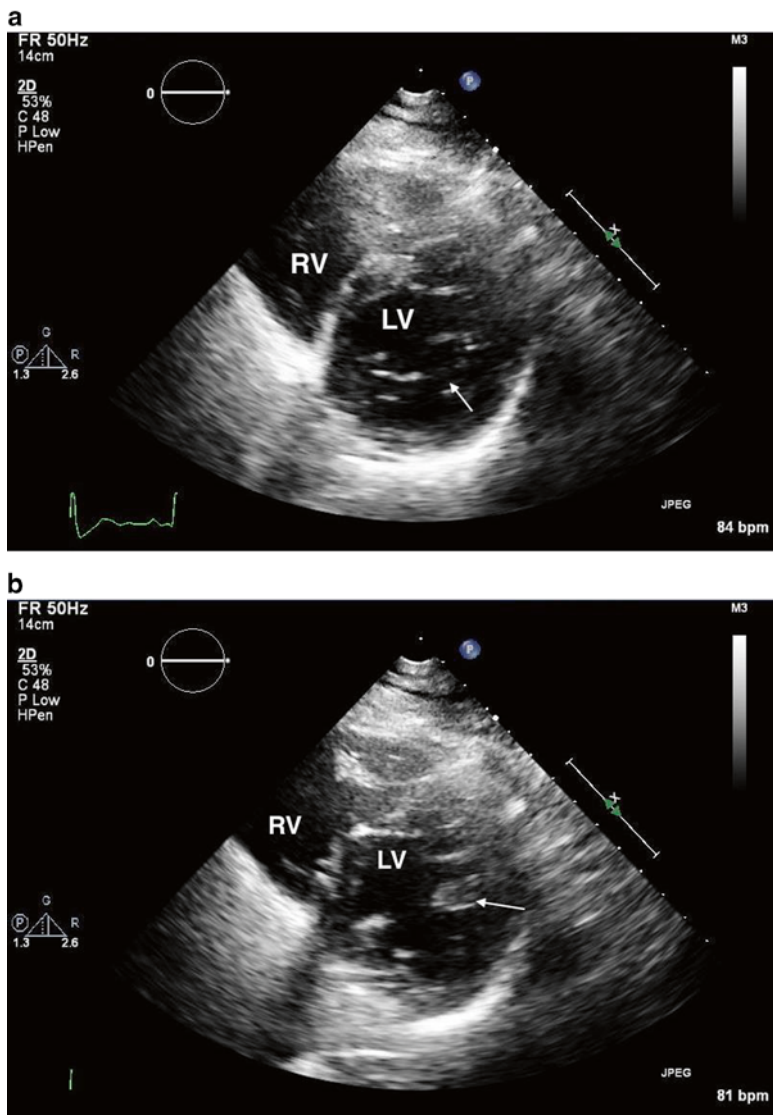 a
FR 50Hz
14cm
2D
53%
C 48
P Low
HPen
0
P
M3
x
RV
LV
G
P R
1.3 2.6
JPEG
84 bpm
b
FR 50Hz
14cm
2D
53%
C 48
P Low
HPen
0
P
M3
x
RV
LV
G
P R
1.3 2.6
JPEG
81 bpm